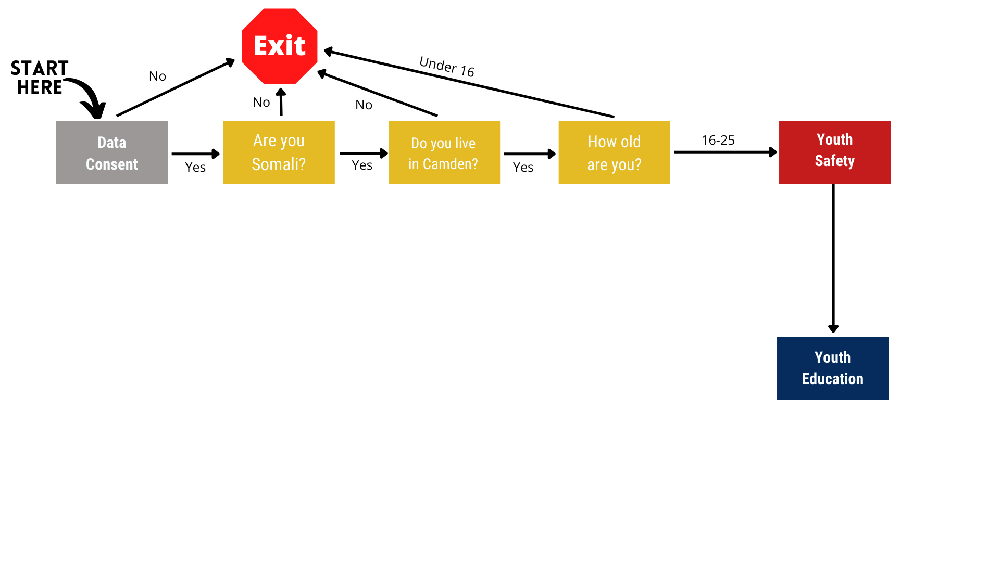 Exit
START
HERE
No
No
No
Under 16
Data
Consent
Yes
Are you
Somali?
Yes
Do you live
in Camden?
Yes
How old
are you?
16-25
Youth
Safety
Youth
Education